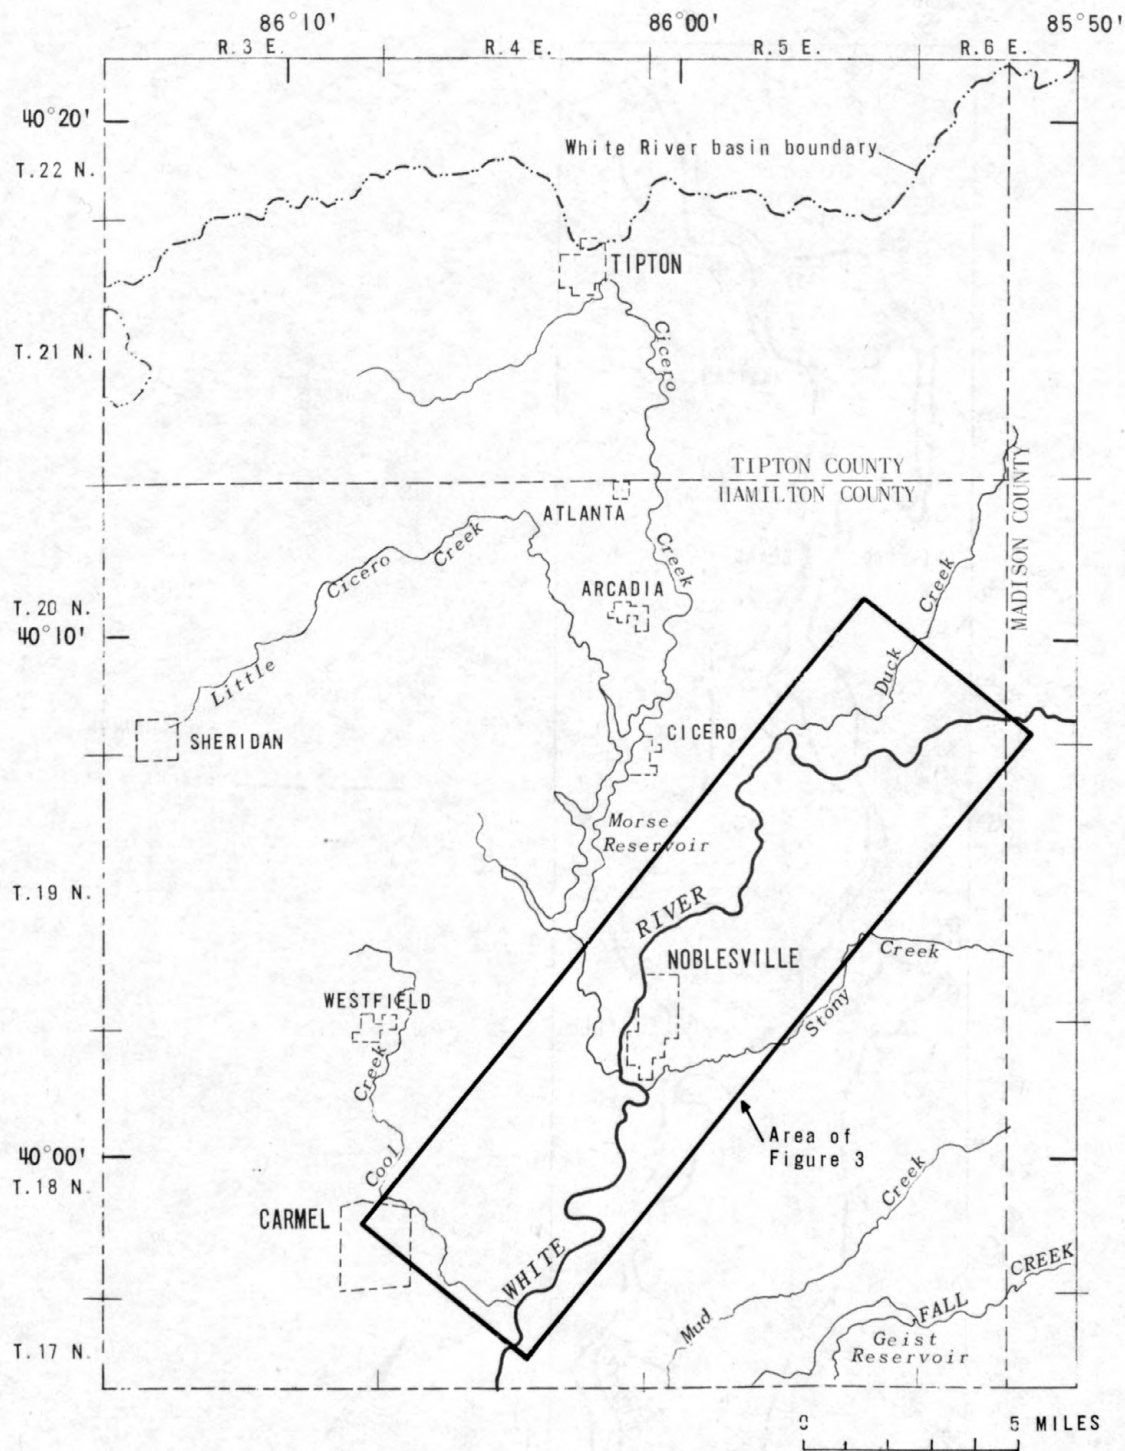 86°10'
86°00'
85°50'
R.3 E.
R.4 E.
R.5 E.
R.6 E.
40°20'
T.22 N.
White River basin boundary
TIPTON
T.21 N.
Cicero
TIPTON COUNTY
HAMILTON COUNTY
MADISON COUNTY
ATLANTA
Creek
Cicero
Creek
ARCADIA
Creek
T.20 N.
40°10'
Little
Duck
SHERIDAN
CICERO
Morse
Reservoir
T.19 N.
RIVER
NOBLESVILLE
Creek
WESTFIELD
Stony
Creek
Area of
Figure 3
40°00'
T.18 N.
Cool
Creek
CARMEL
WHITE
CREEK
FALL
Mud
Geist
Reservoir
T.17 N.
0
5 MILES